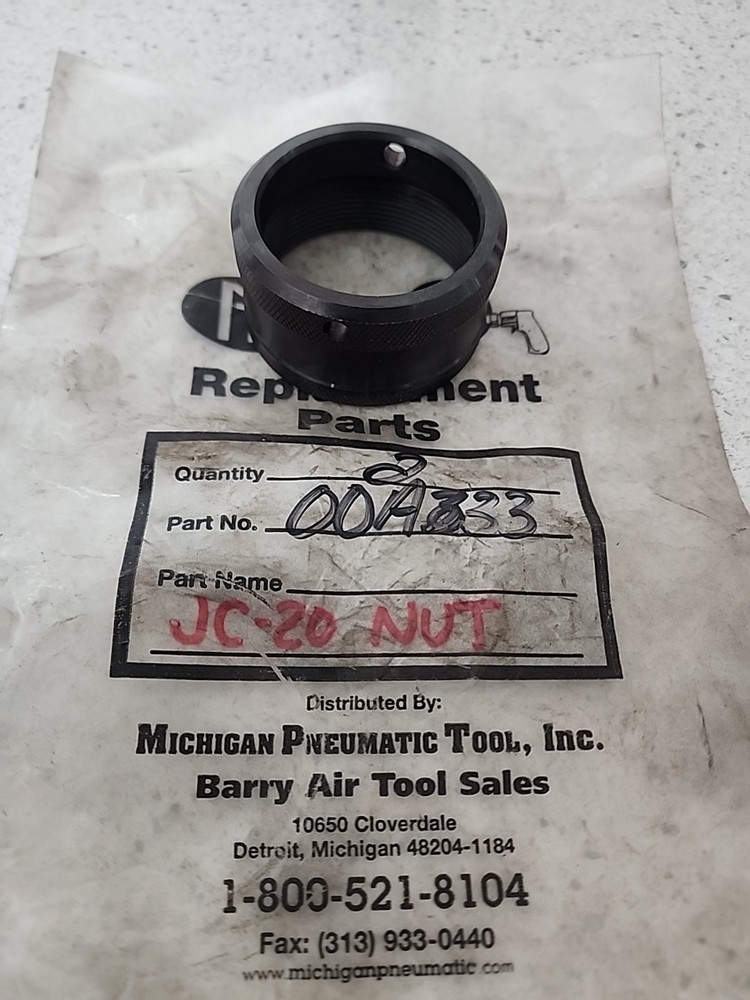 Parts
Quantity 2
Part No. 00A333
Part Name
JC-20 NUT
Distributed By:
MICHIGAN PNEUMATIC TOOL, INC.
Barry Air Tool Sales
10650 Cloverdale
Detroit, Michigan 48204-1184
1-800-521-8104
Fax: (313) 933-0440
www.michiganpneumatic.com